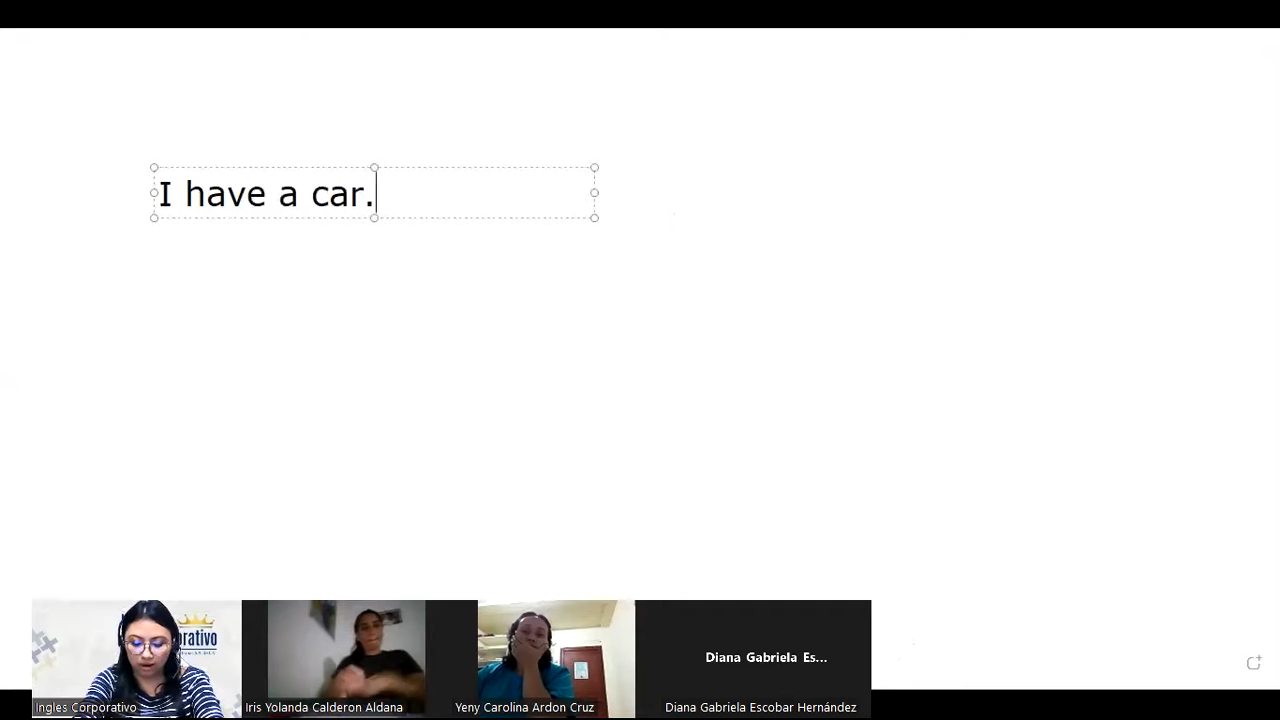 I have a car.
orativo
Diana Gabriela Es...
Ingles Corporativo
Iris Yolanda Calderon Aldana
Yeny Carolina Ardon Cruz
Diana Gabriela Escobar Hernández